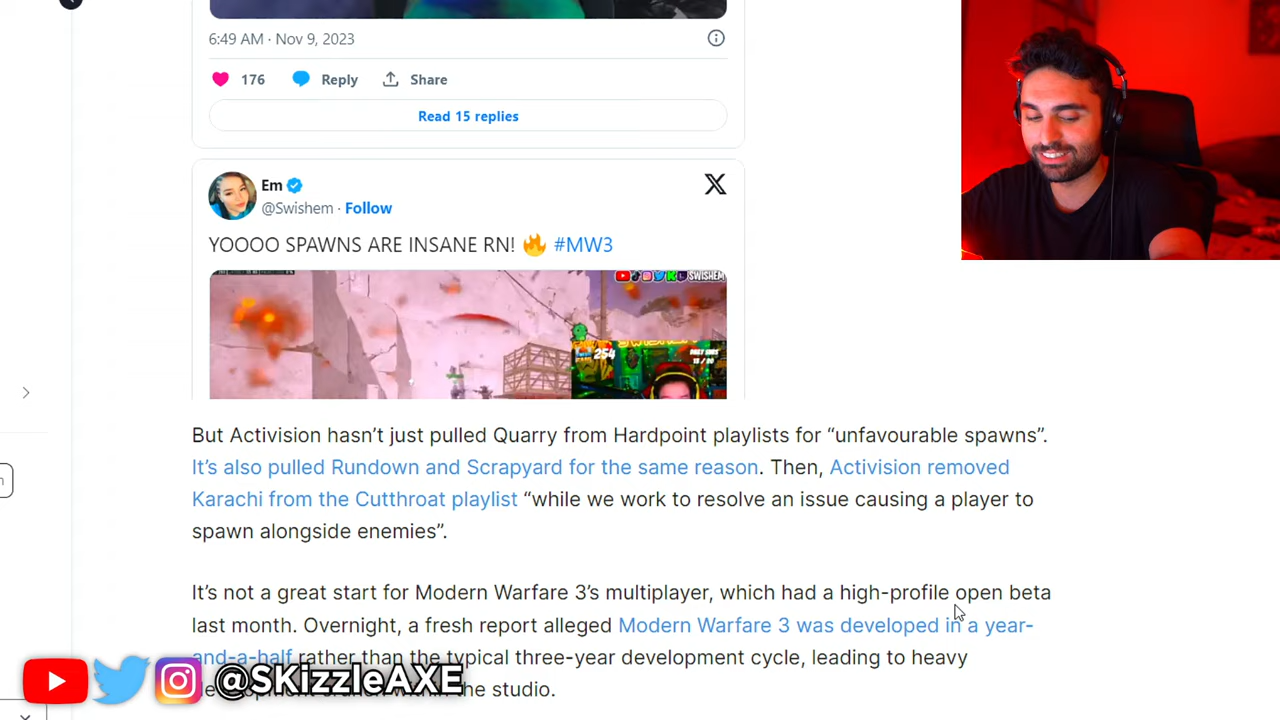 6:49 AM · Nov 9, 2023
176 Reply Share
Read 15 replies
Em
@Swishem · Follow
YOOOO SPAWNS ARE INSANE RN! 🔥 #MW3
SWISHEM
254
But Activision hasn't just pulled Quarry from Hardpoint playlists for “unfavourable spawns”.
It's also pulled Rundown and Scrapyard for the same reason. Then, Activision removed
Karachi from the Cutthroat playlist “while we work to resolve an issue causing a player to
spawn alongside enemies”.
It's not a great start for Modern Warfare 3's multiplayer, which had a high-profile open beta
last month. Overnight, a fresh report alleged Modern Warfare 3 was developed in a year-
and-a-half rather than the typical three-year development cycle, leading to heavy
development crunch within the studio.
@SKizzleAXE